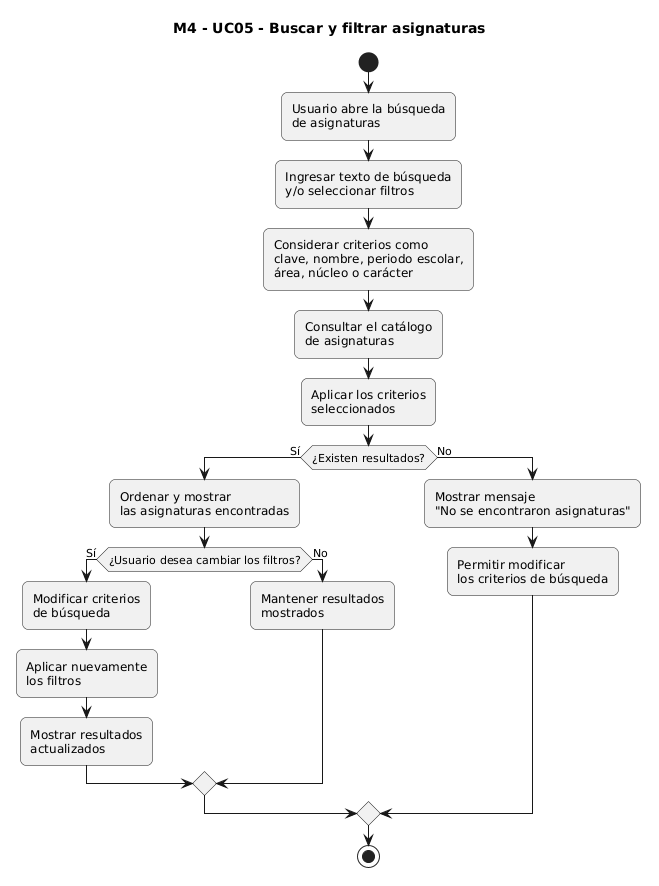 M4 - UC05 - Buscar y filtrar asignaturas
Usuario abre la búsqueda
de asignaturas
Ingresar texto de búsqueda
y/o seleccionar filtros
Considerar criterios como
clave, nombre, periodo escolar,
área, núcleo o carácter
Consultar el catálogo
de asignaturas
Aplicar los criterios
seleccionados
¿Existen resultados?
Sí
No
Ordenar y mostrar
las asignaturas encontradas
¿Usuario desea cambiar los filtros?
Sí
No
Modificar criterios
de búsqueda
Aplicar nuevamente
los filtros
Mostrar resultados
actualizados
Mantener resultados
mostrados
Mostrar mensaje
"No se encontraron asignaturas"
Permitir modificar
los criterios de búsqueda